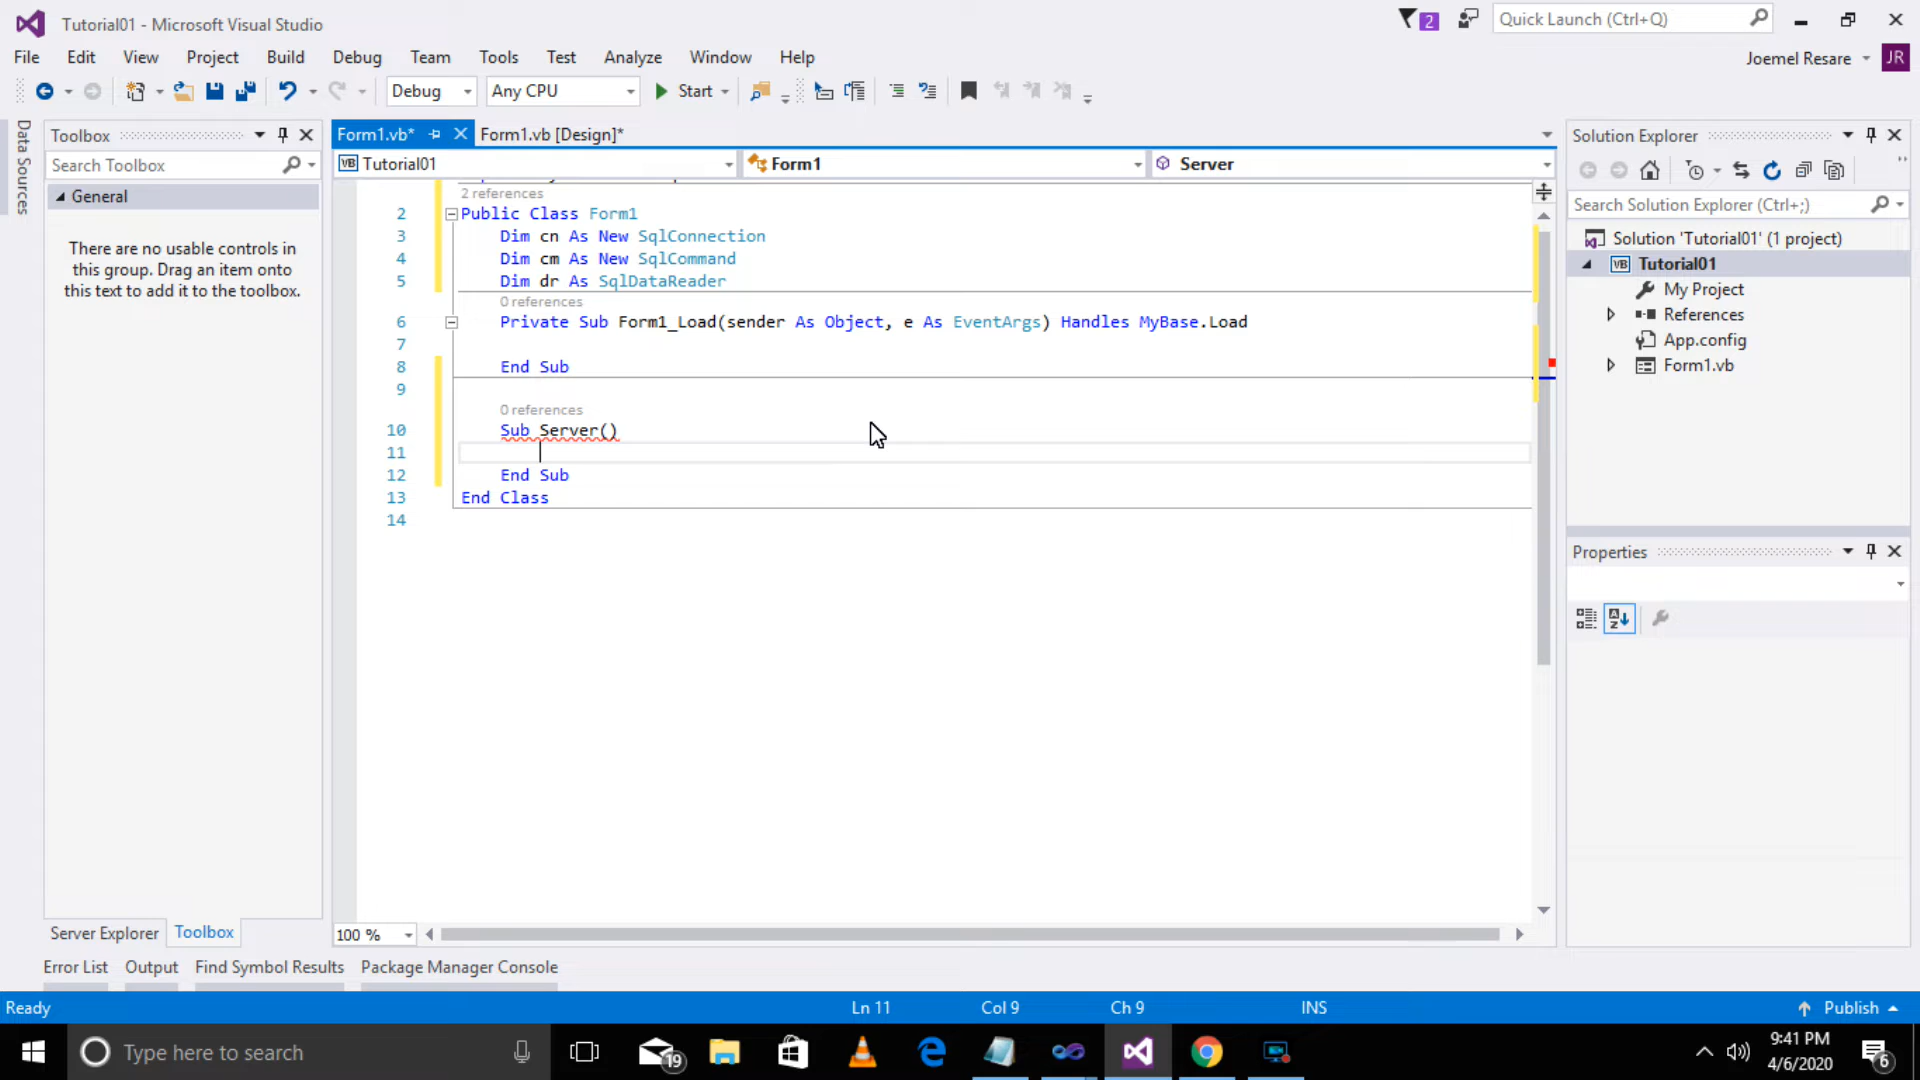 Tutorial01 - Microsoft Visual Studio
2
Quick Launch (Ctrl+Q)
File Edit View Project Build Debug Team Tools Test Analyze Window Help
Joemel Resare
JR
Debug
Any CPU
Start
Data Sources
Toolbox
Search Toolbox
General
There are no usable controls in
this group. Drag an item onto
this text to add it to the toolbox.
Server Explorer
Toolbox
Form1.vb*
Form1.vb [Design]*
VB Tutorial01
Form1
Server
2 references
2 Public Class Form1
3 Dim cn As New SqlConnection
4 Dim cm As New SqlCommand
5 Dim dr As SqlDataReader
0 references
6 Private Sub Form1_Load(sender As Object, e As EventArgs) Handles MyBase.Load
7
8 End Sub
9
0 references
10 Sub Server()
11
12 End Sub
13 End Class
14
100 %
Solution Explorer
Search Solution Explorer (Ctrl+;)
Solution 'Tutorial01' (1 project)
VB Tutorial01
My Project
References
App.config
Form1.vb
Properties
Error List Output Find Symbol Results Package Manager Console
Ready
Ln 11
Col 9
Ch 9
INS
Publish
Type here to search
19
9:41 PM
4/6/2020
6